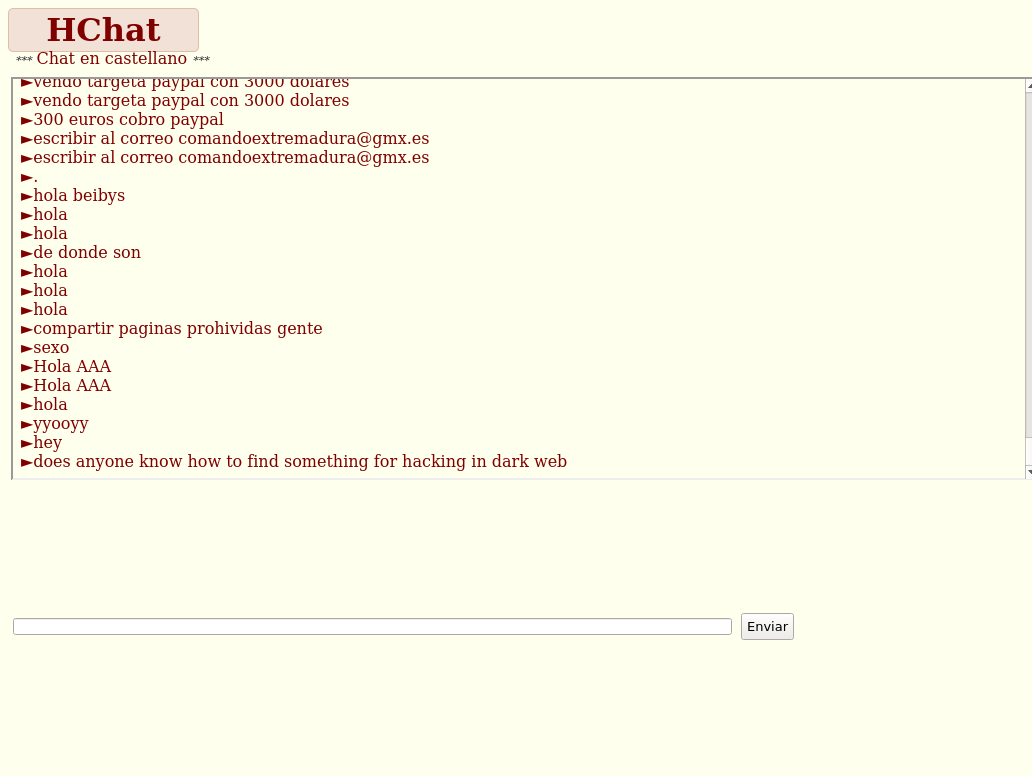 HChat
*** Chat en castellano ***
►vendo targeta paypal con 3000 dolares
►vendo targeta paypal con 3000 dolares
►300 euros cobro paypal
►escribir al correo comandoextremadura@gmx.es
►escribir al correo comandoextremadura@gmx.es
►.
►hola beibys
►hola
►hola
►de donde son
►hola
►hola
►hola
►compartir paginas prohividas gente
►sexo
►Hola AAA
►Hola AAA
►hola
►yyooyy
►hey
►does anyone know how to find something for hacking in dark web
Enviar